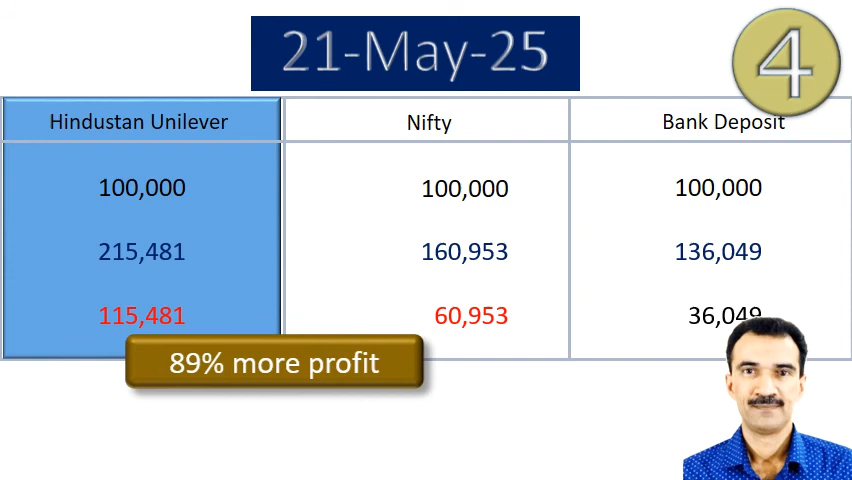 21-May-25
4
Hindustan Unilever Nifty Bank Deposit
100,000 100,000 100,000
215,481 160,953 136,049
115,481 60,953 36,049
89% more profit